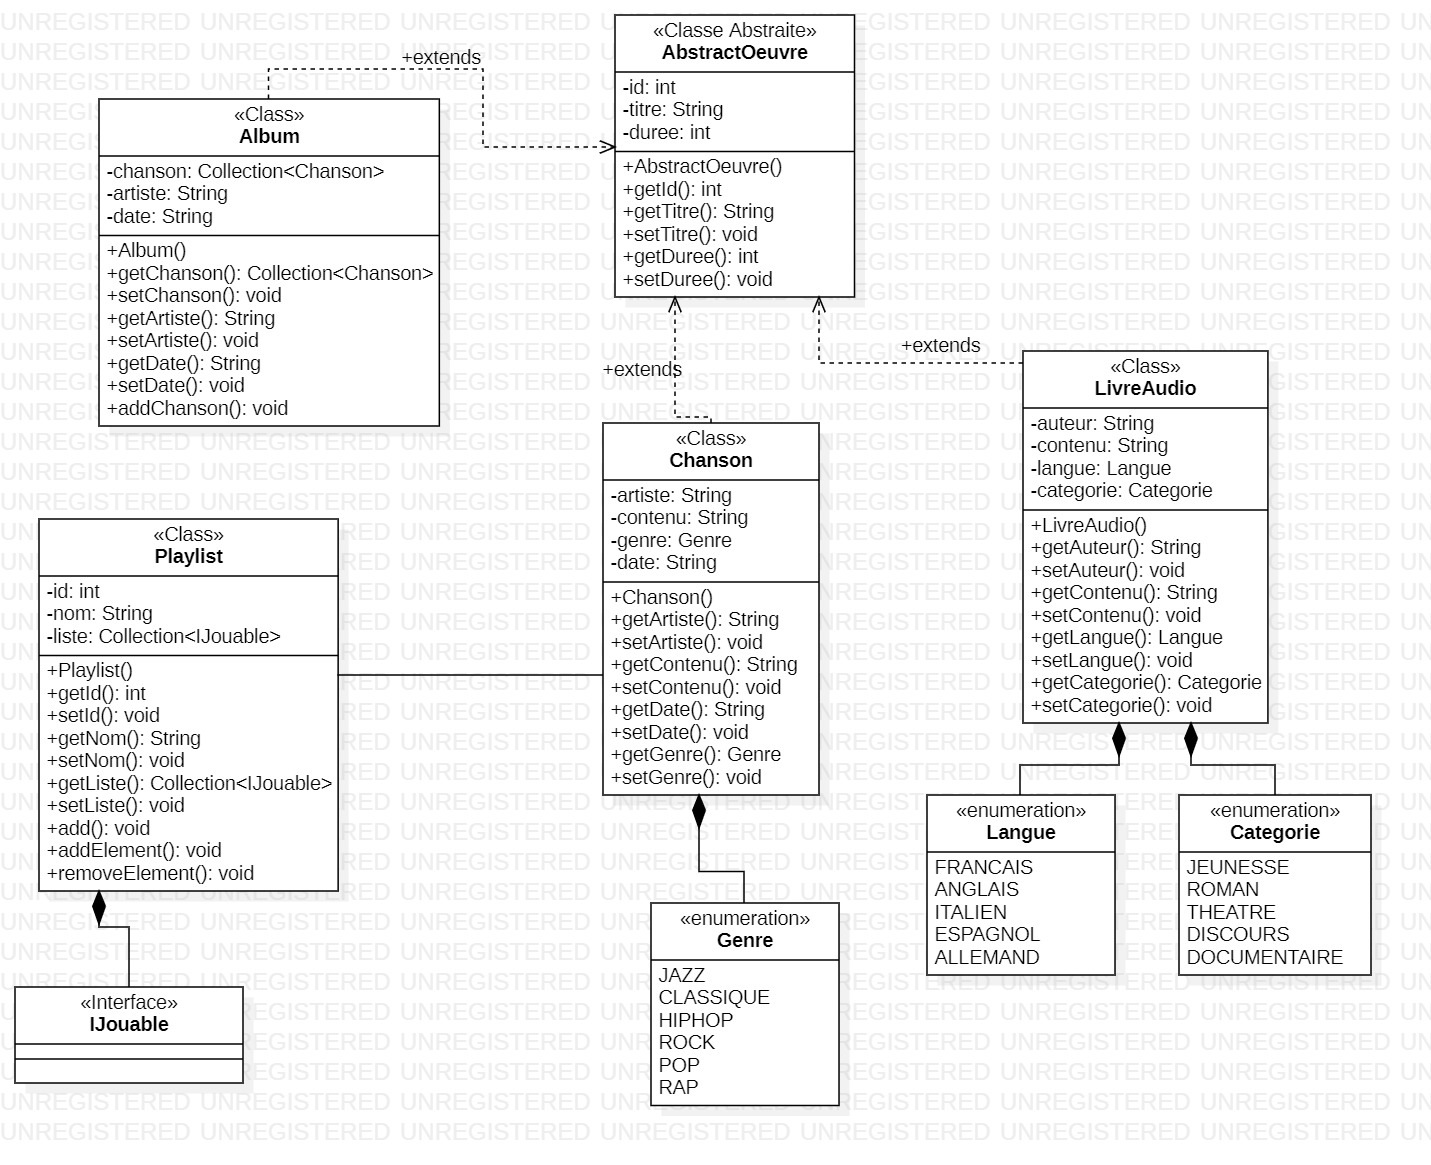 «Classe Abstraite»
AbstractOeuvre
-id: int
-titre: String
-duree: int
+AbstractOeuvre()
+getId(): int
+getTitre(): String
+setTitre(): void
+getDuree(): int
+setDuree(): void
+extends
«Class»
Album
-chanson: Collection<Chanson>
-artiste: String
-date: String
+Album()
+getChanson(): Collection<Chanson>
+setChanson(): void
+getArtiste(): String
+setArtiste(): void
+getDate(): String
+setDate(): void
+addChanson(): void
+extends
+extends
«Class»
LivreAudio
-auteur: String
-contenu: String
-langue: Langue
-categorie: Categorie
+LivreAudio()
+getAuteur(): String
+setAuteur(): void
+getContenu(): String
+setContenu(): void
+getLangue(): Langue
+setLangue(): void
+getCategorie(): Categorie
+setCategorie(): void
«Class»
Chanson
-artiste: String
-contenu: String
-genre: Genre
-date: String
+Chanson()
+getArtiste(): String
+setArtiste(): void
+getContenu(): String
+setContenu(): void
+getDate(): String
+setDate(): void
+getGenre(): Genre
+setGenre(): void
«Class»
Playlist
-id: int
-nom: String
-liste: Collection<IJouable>
+Playlist()
+getId(): int
+setId(): void
+getNom(): String
+setNom(): void
+getListe(): Collection<IJouable>
+setListe(): void
+add(): void
+addElement(): void
+removeElement(): void
«enumeration»
Langue
FRANCAIS
ANGLAIS
ITALIEN
ESPAGNOL
ALLEMAND
«enumeration»
Categorie
JEUNESSE
ROMAN
THEATRE
DISCOURS
DOCUMENTAIRE
«enumeration»
Genre
JAZZ
CLASSIQUE
HIPHOP
ROCK
POP
RAP
«Interface»
IJouable
UNREGISTERED